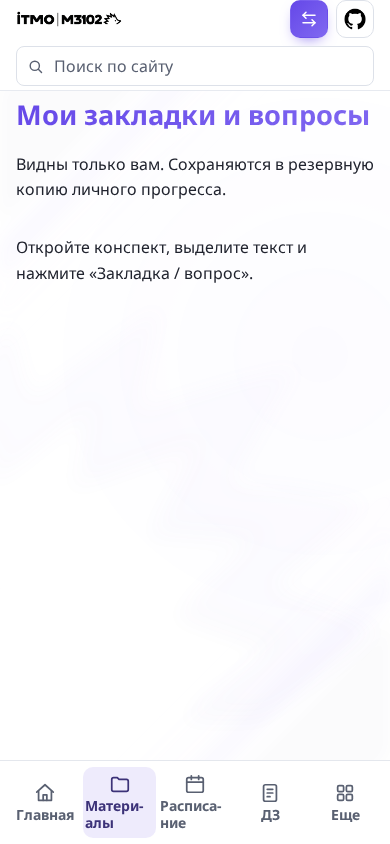 iTMO | M3102
Поиск по сайту
Мои закладки и вопросы
Видны только вам. Сохраняются в резервную
копию личного прогресса.
Откройте конспект, выделите текст и
нажмите «Закладка / вопрос».
Главная
Матери-
алы
Расписа-
ние
ДЗ
Еще